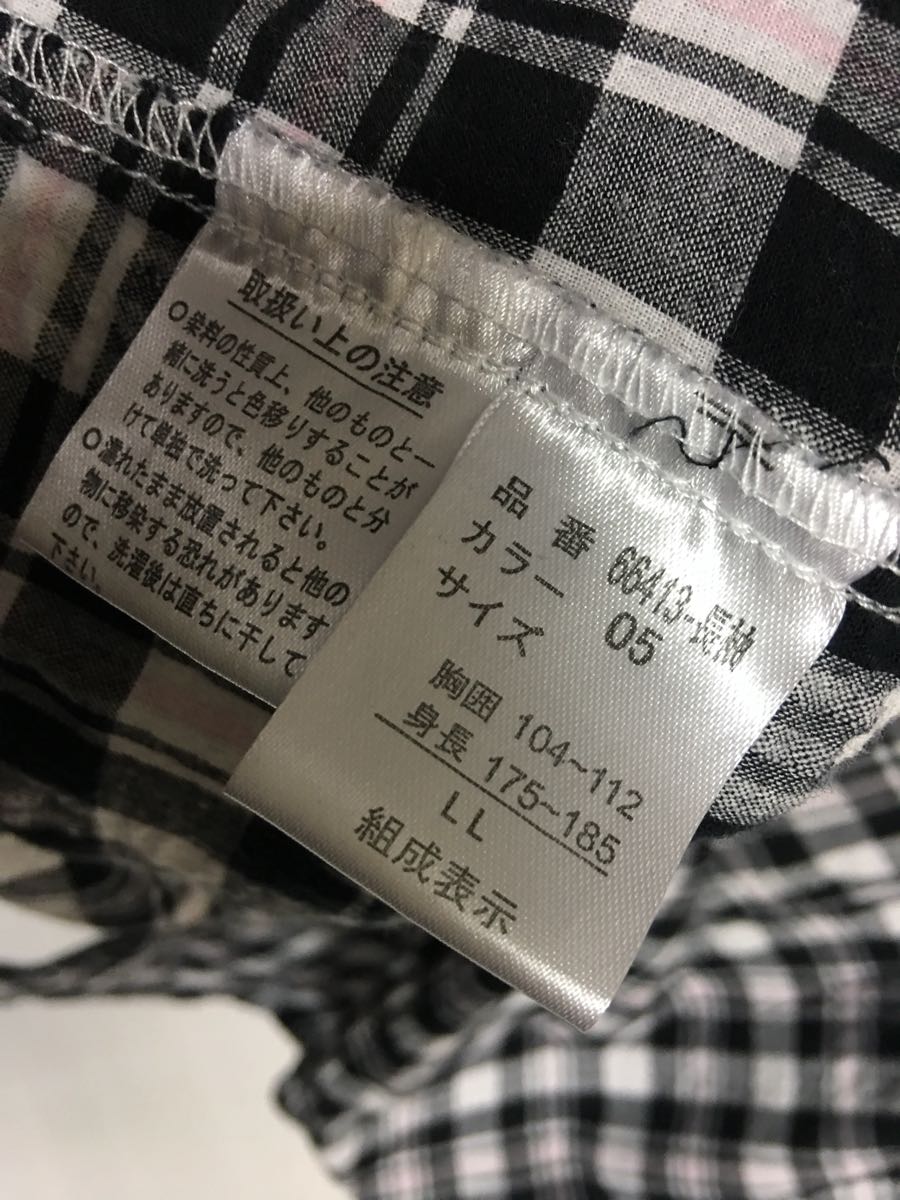 取扱い上の注意
○染料の性質上、他のものと一
緒に洗うと色移りすることが
ありますので、他のものと分
けて単独で洗って下さい。
○濡れたまま放置されると他の
物に移染する恐れがあります
ので、洗濯後は直ちに干して
下さい。
品番 66413-長袖
カラー 05
サイズ
胸囲 104~112
身長 175~185
LL
組成表示